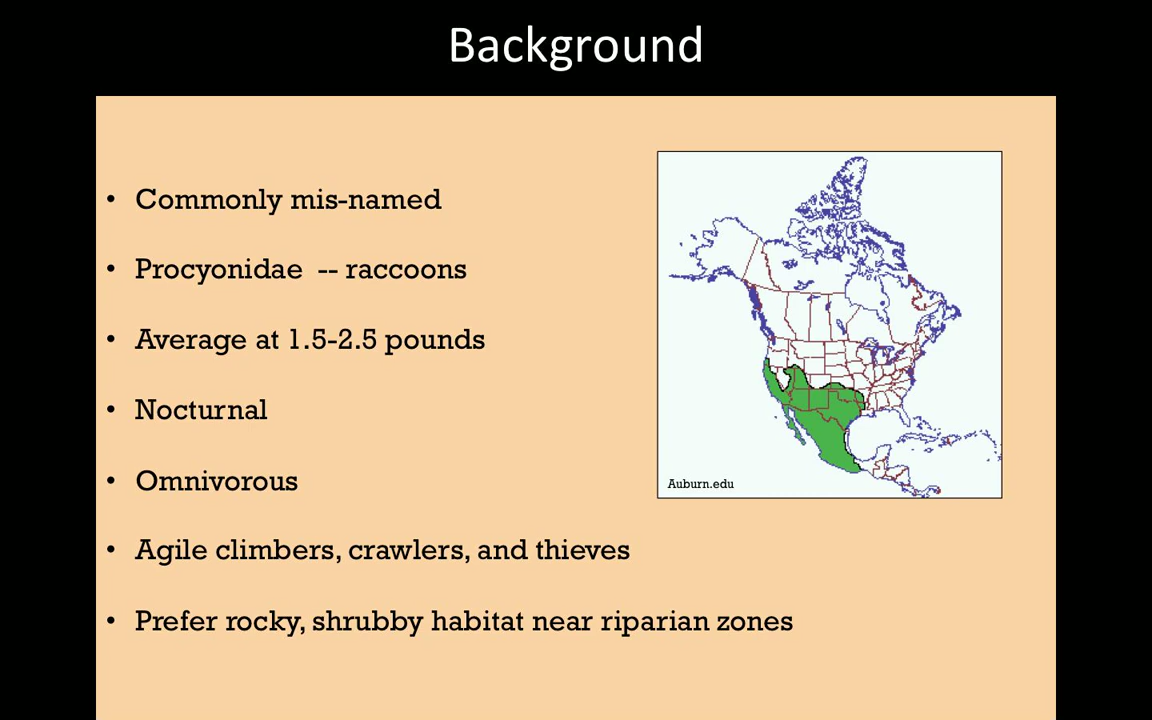 Background
• Commonly mis-named
• Procyonidae -- raccoons
• Average at 1.5-2.5 pounds
• Nocturnal
• Omnivorous
Auburn.edu
• Agile climbers, crawlers, and thieves
• Prefer rocky, shrubby habitat near riparian zones